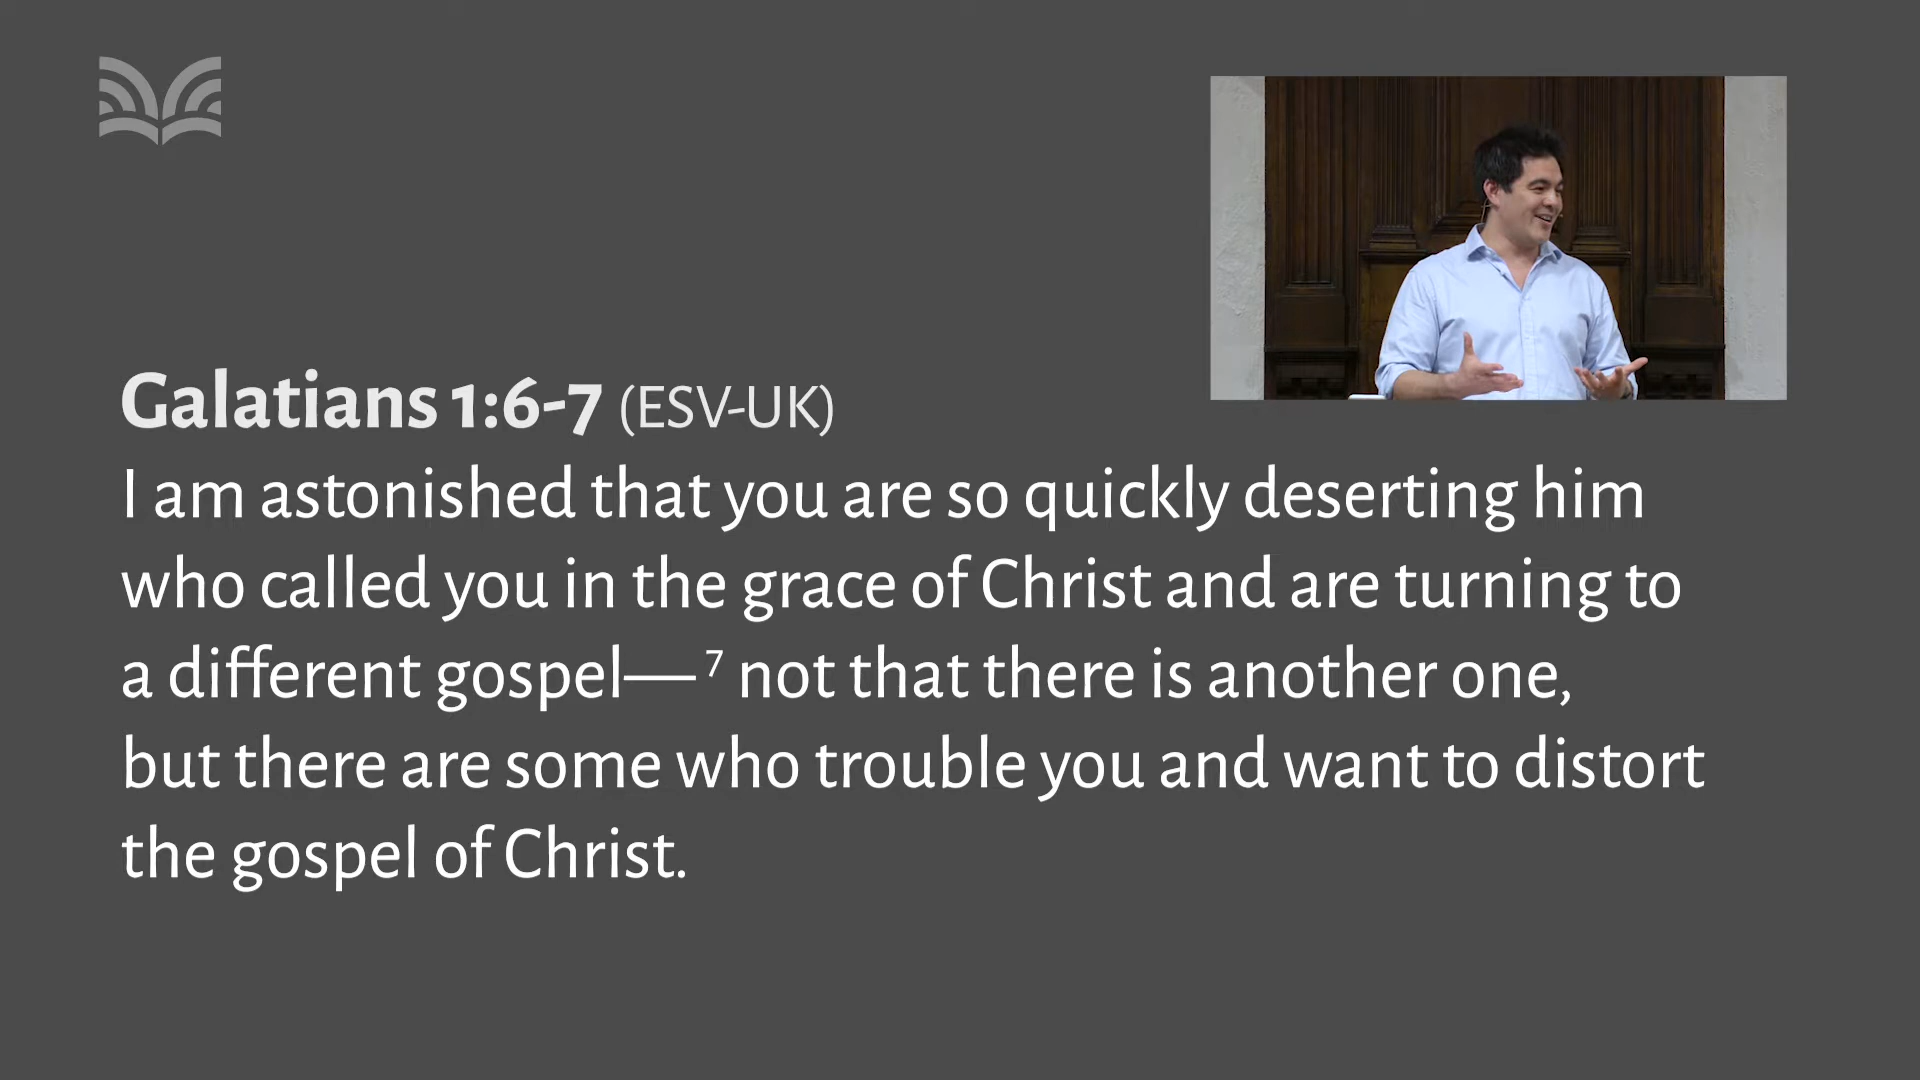 Galatians 1:6-7 (ESV-UK)
I am astonished that you are so quickly deserting him
who called you in the grace of Christ and are turning to
a different gospel—⁷ not that there is another one,
but there are some who trouble you and want to distort
the gospel of Christ.